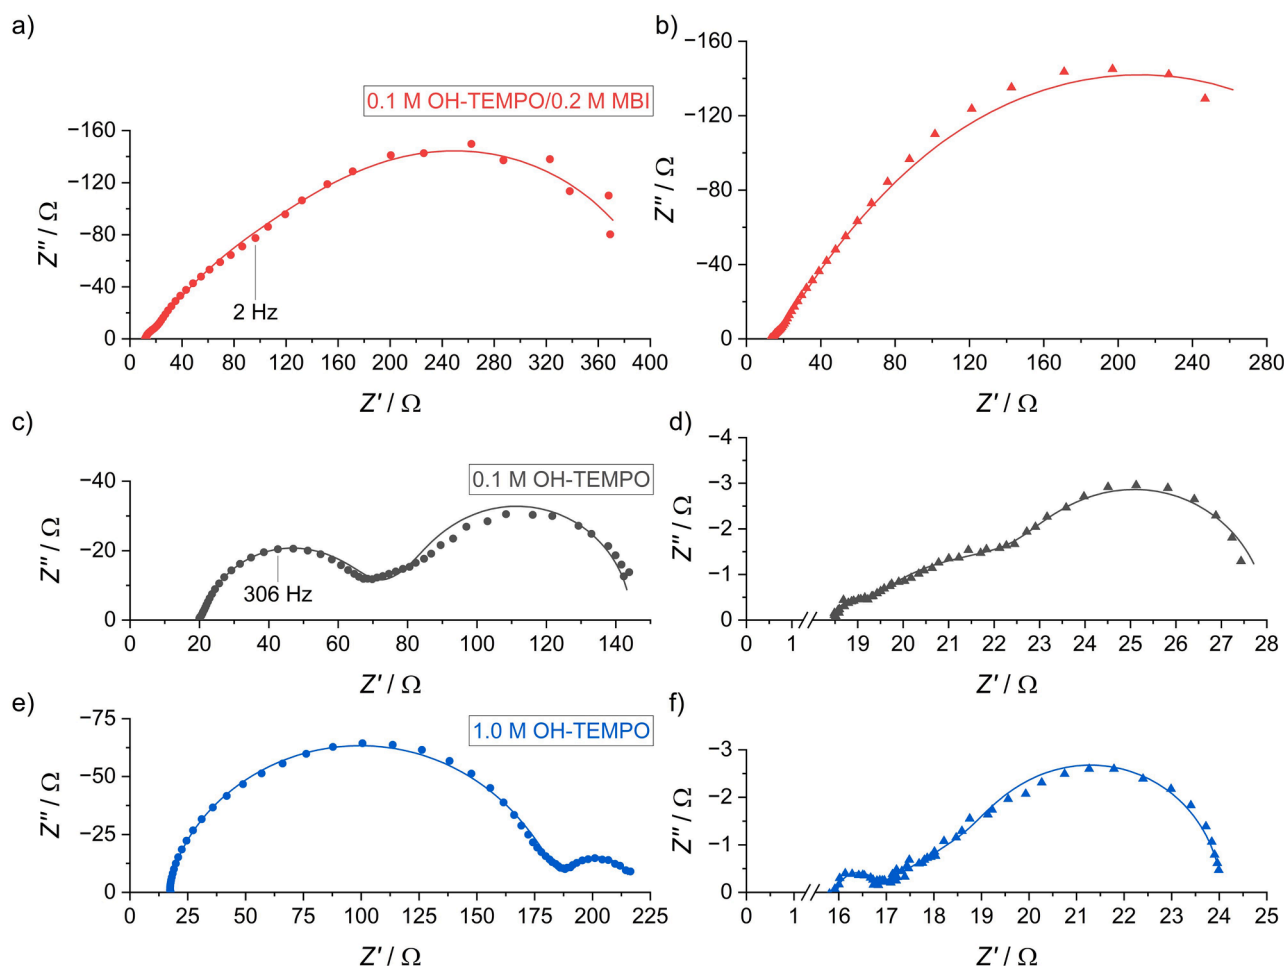 a)
0.1 M OH-TEMPO/0.2 M MBI
−160
−120
−80
−40
0
Z″ / Ω
2 Hz
0 40 80 120 160 200 240 280 320 360 400
Z′ / Ω
b)
−160
−120
−80
−40
0
Z″ / Ω
0 40 80 120 160 200 240 280
Z′ / Ω
c)
0.1 M OH-TEMPO
−40
−20
0
Z″ / Ω
306 Hz
0 20 40 60 80 100 120 140
Z′ / Ω
d)
−4
−3
−2
−1
0
Z″ / Ω
0 1 19 20 21 22 23 24 25 26 27 28
Z′ / Ω
e)
1.0 M OH-TEMPO
−75
−50
−25
0
Z″ / Ω
0 25 50 75 100 125 150 175 200 225
Z′ / Ω
f)
−3
−2
−1
0
Z″ / Ω
0 1 16 17 18 19 20 21 22 23 24 25
Z′ / Ω